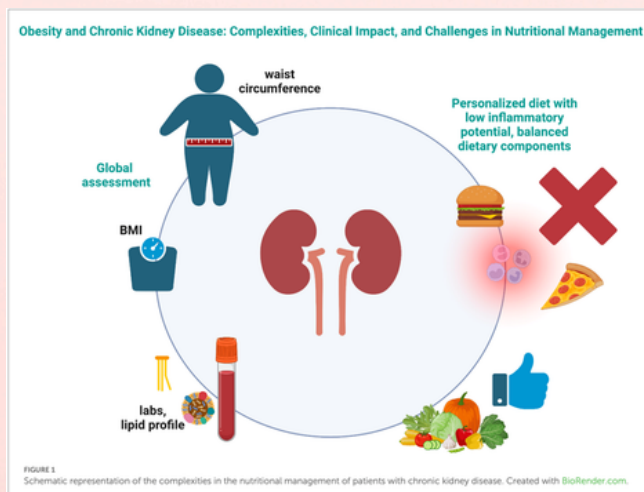 Obesity and Chronic Kidney Disease: Complexities, Clinical Impact, and Challenges in Nutritional Management
waist
circumference
Personalized diet with
low inflammatory
potential, balanced
dietary components
Global
assessment
BMI
labs,
lipid profile
FIGURE 1
Schematic representation of the complexities in the nutritional management of patients with chronic kidney disease. Created with BioRender.com.